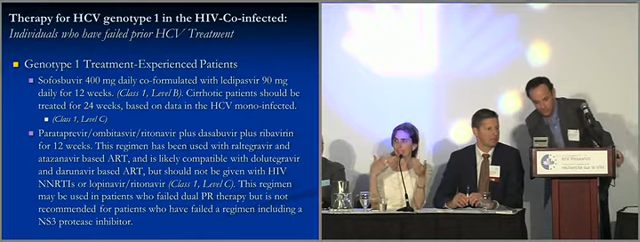 Therapy for HCV genotype 1 in the HIV-Co-infected:
Individuals who have failed prior HCV Treatment
Genotype 1 Treatment-Experienced Patients
Sofosbuvir 400 mg daily co-formulated with ledipasvir 90 mg
daily for 12 weeks. (Class 1, Level B). Cirrhotic patients should be
treated for 24 weeks, based on data in the HCV mono-infected.
(Class 1, Level C)
Parataprevir/ombitasvir/ritonavir plus dasabuvir plus ribavirin
for 12 weeks. This regimen has been used with raltegravir and
atazanavir based ART, and is likely compatible with dolutegravir
and darunavir based ART, but should not be given with HIV
NNRTIs or lopinavir/ritonavir (Class 1, Level C). This regimen
may be used in patients who failed dual PR therapy but is not
recommended for patients who have failed a regimen including a
NS3 protease inhibitor.
HIV Research
recherche sur le VIH